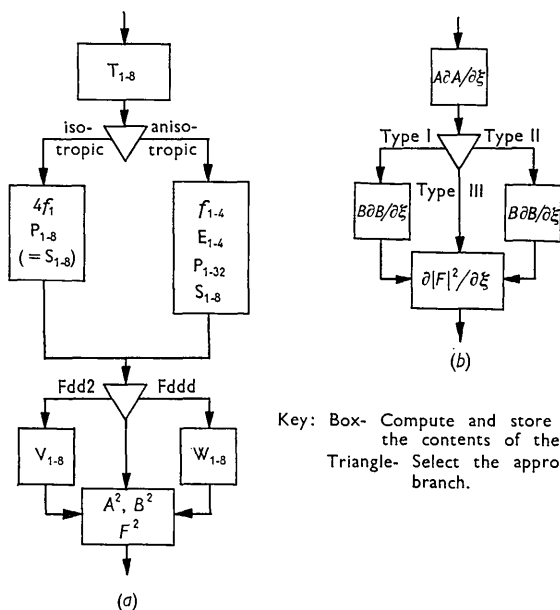 T₁₋₈
iso-
tropic
aniso-
tropic
4f₁
P₁₋₈
(=S₁₋₈)
f₁₋₄
E₁₋₄
P₁₋₃₂
S₁₋₈
Fdd2
Fddd
V₁₋₈
W₁₋₈
A², B²
F²
(a)
A∂A/∂ξ
Type I
Type II
Type III
B∂B/∂ξ
B∂B/∂ξ
∂|F|²/∂ξ
(b)
Key: Box- Compute and store
the contents of the
Triangle- Select the appro
branch.